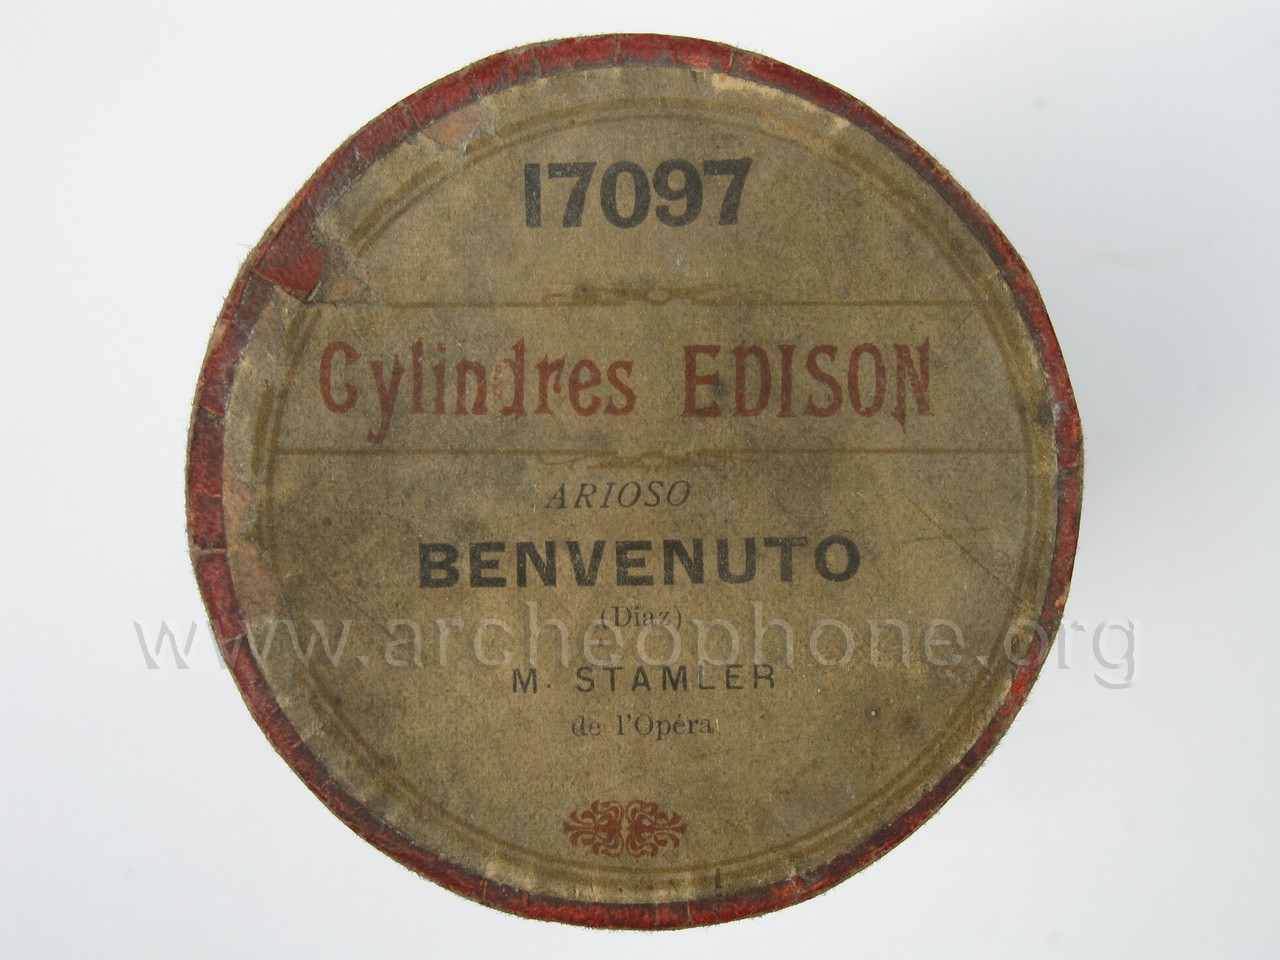 17097
Cylindres EDISON
ARIOSO
BENVENUTO
(Diaz)
www.archeophone.org
M. STAMLER
de l'Opéra